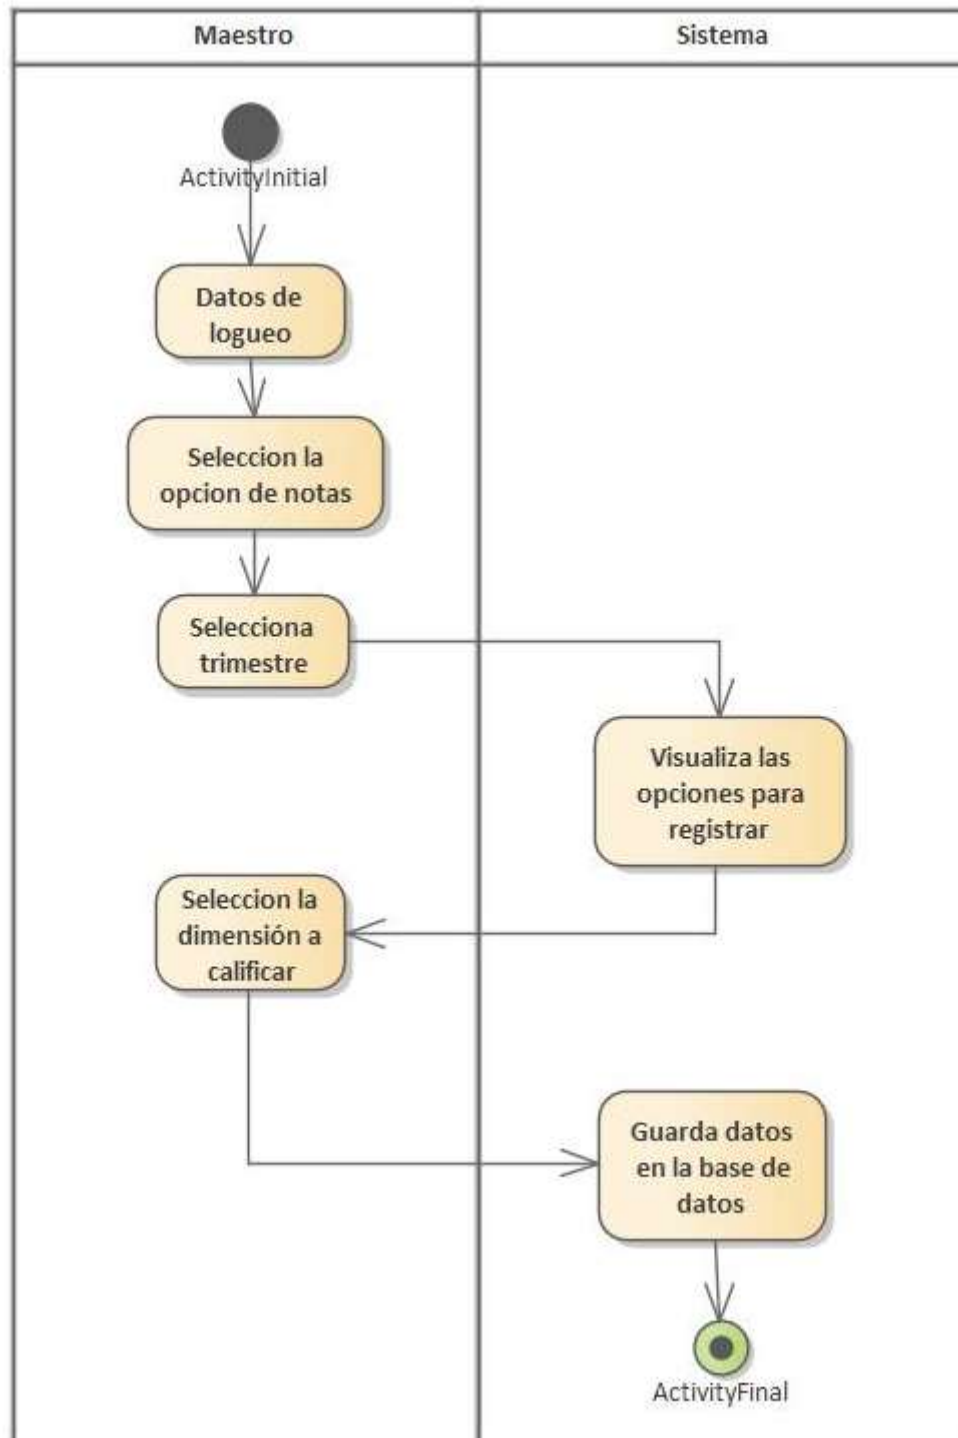 Maestro
Sistema
ActivityInitial
Datos de
logueo
Seleccion la
opcion de notas
Selecciona
trimestre
Visualiza las
opciones para
registrar
Seleccion la
dimensión a
calificar
Guarda datos
en la base de
datos
ActivityFinal